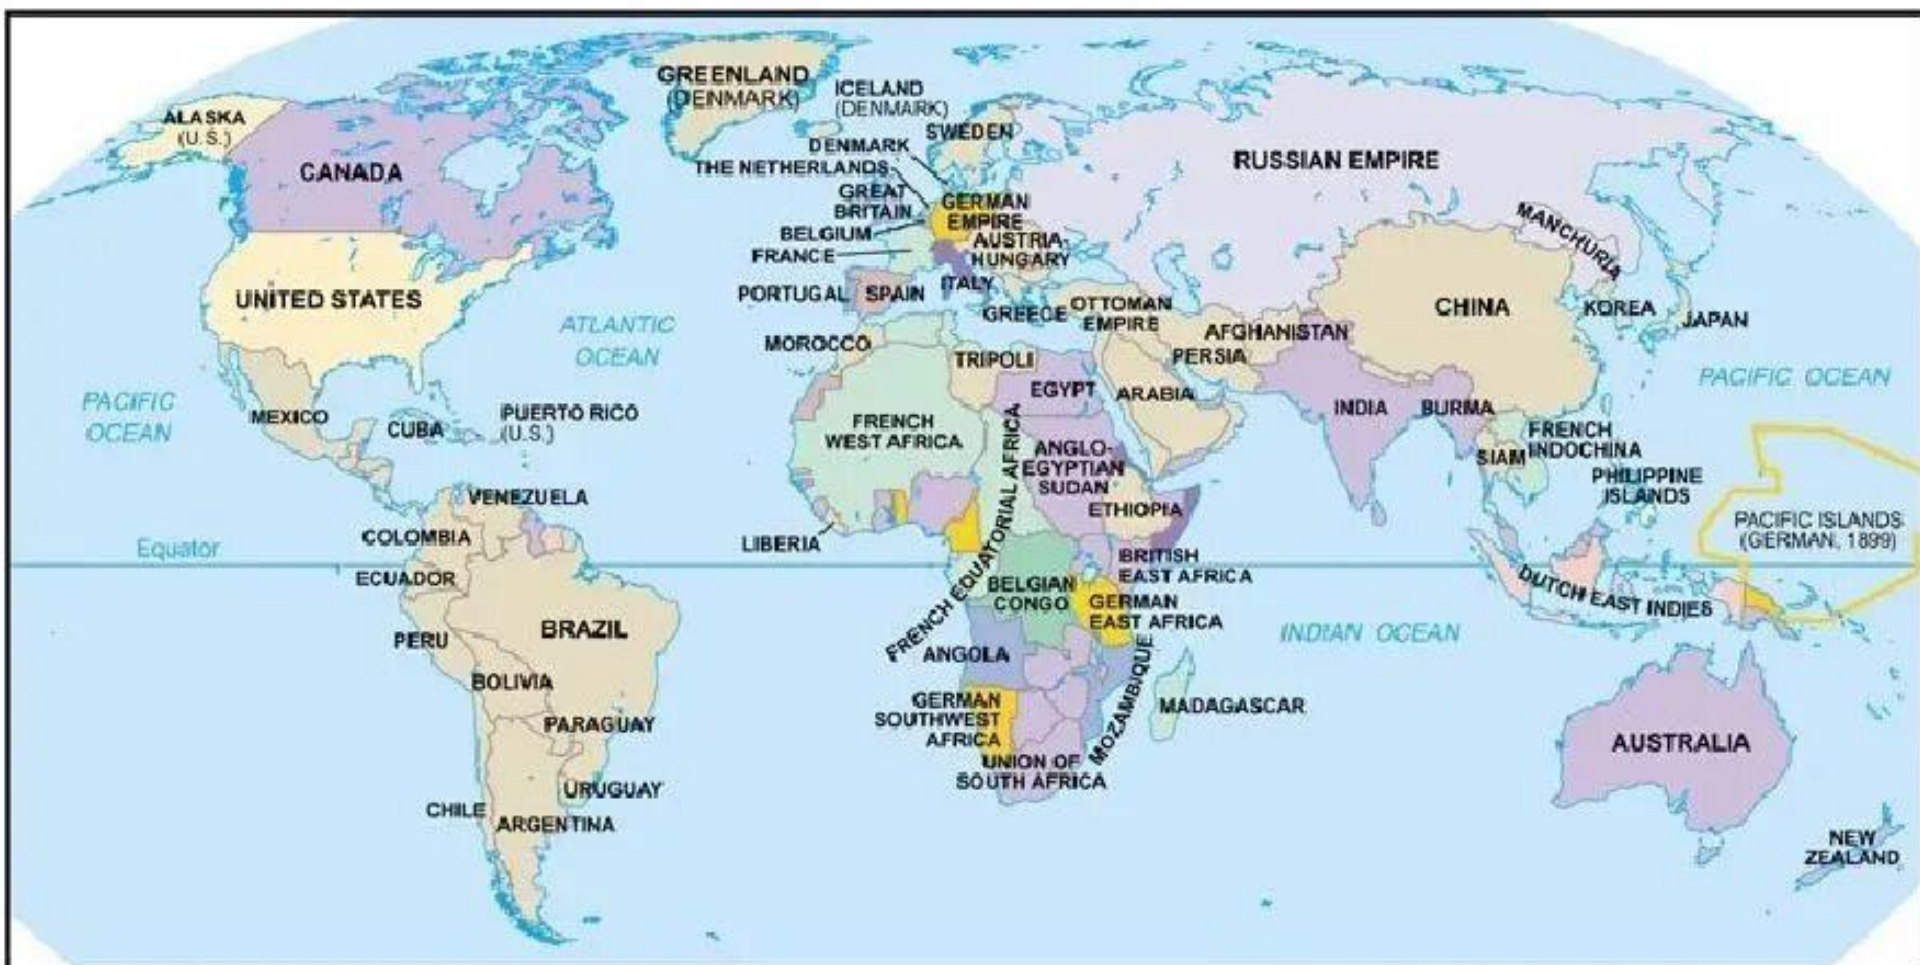 GREENLAND
(DENMARK)
ICELAND
(DENMARK)
ALASKA
(U.S.)
CANADA
SWEDEN
DENMARK
THE NETHERLANDS
GREAT
BRITAIN
BELGIUM
FRANCE
GERMAN
EMPIRE
AUSTRIA-
HUNGARY
RUSSIAN EMPIRE
MANCHURIA
UNITED STATES
ATLANTIC
OCEAN
PORTUGAL
SPAIN
ITALY
GREECE
OTTOMAN
EMPIRE
AFGHANISTAN
PERSIA
CHINA
KOREA
JAPAN
MOROCCO
TRIPOLI
EGYPT
ARABIA
INDIA
BURMA
PACIFIC OCEAN
PACIFIC
OCEAN
MEXICO
CUBA
PUERTO RICO
(U.S.)
FRENCH
WEST AFRICA
FRENCH EQUATORIAL AFRICA
ANGLO-
EGYPTIAN
SUDAN
ETHIOPIA
SIAM
FRENCH
INDOCHINA
PHILIPPINE
ISLANDS
PACIFIC ISLANDS
(GERMAN, 1899)
VENEZUELA
COLOMBIA
LIBERIA
Equator
ECUADOR
BRITISH
EAST AFRICA
BELGIAN
CONGO
GERMAN
EAST AFRICA
DUTCH EAST INDIES
INDIAN OCEAN
PERU
BRAZIL
BOLIVIA
ANGOLA
GERMAN
SOUTHWEST
AFRICA
MOZAMBIQUE
MADAGASCAR
PARAGUAY
UNION OF
SOUTH AFRICA
AUSTRALIA
URUGUAY
CHILE
ARGENTINA
NEW
ZEALAND